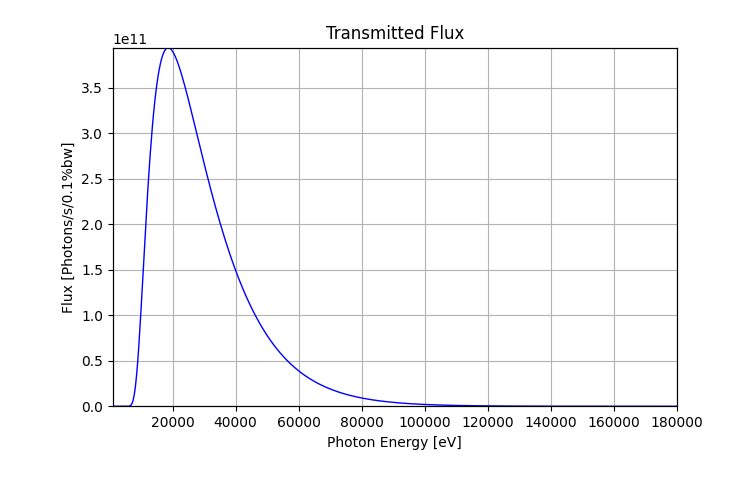 Transmitted Flux
1e11
3.5
3.0
2.5
2.0
1.5
1.0
0.5
0.0
Flux [Photons/s/0.1%bw]
20000 40000 60000 80000 100000 120000 140000 160000 180000
Photon Energy [eV]